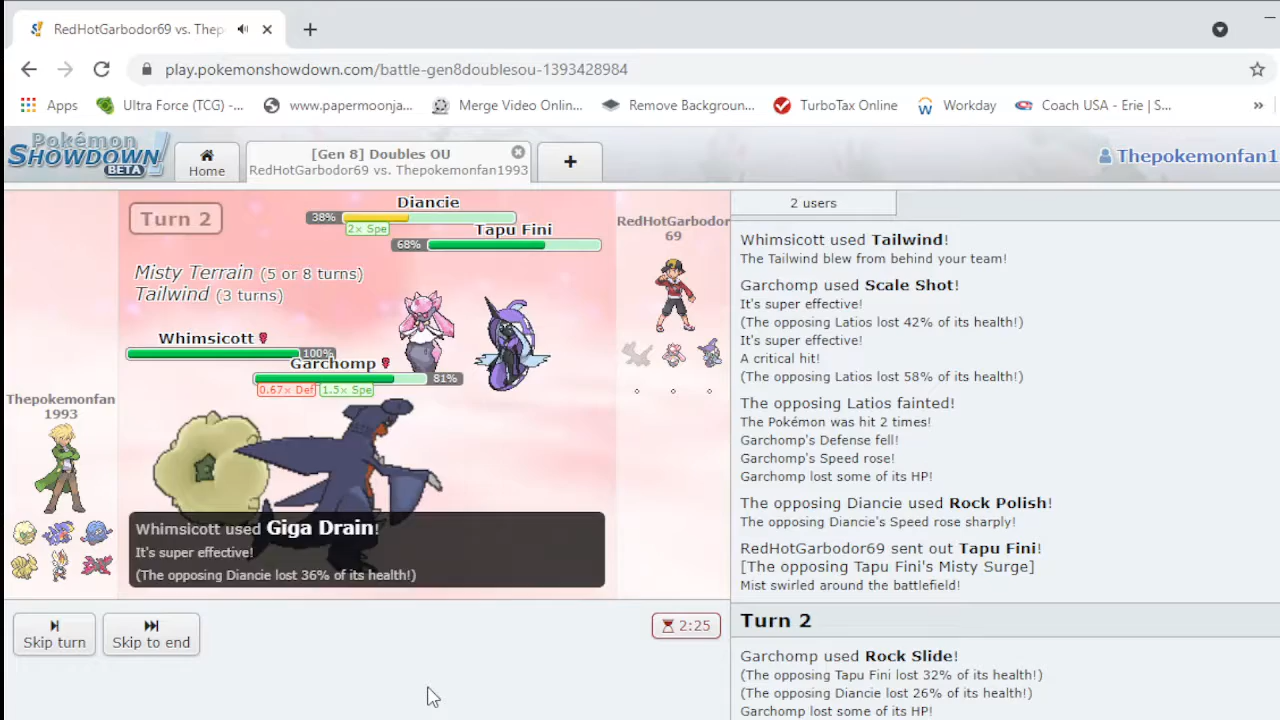 RedHotGarbodor69 vs. Thep
play.pokemonshowdown.com/battle-gen8doublesou-1393428984
Apps
Ultra Force (TCG) -...
www.papermoonja...
Merge Video Onlin...
Remove Backgroun...
TurboTax Online
Workday
Coach USA - Erie | S...
»
Pokémon
SHOWDOWN!
BETA
Home
[Gen 8] Doubles OU
RedHotGarbodor69 vs. Thepokemonfan1993
+
Thepokemonfan1
Turn 2
Diancie
38%
2× Spe
Tapu Fini
68%
Misty Terrain (5 or 8 turns)
Tailwind (3 turns)
Whimsicott
100%
Garchomp
81%
0.67× Def
1.5× Spe
RedHotGarbodor
69
Thepokemonfan
1993
Whimsicott used Giga Drain!
It's super effective!
(The opposing Diancie lost 36% of its health!)
Skip turn
Skip to end
2:25
2 users
Whimsicott used Tailwind!
The Tailwind blew from behind your team!
Garchomp used Scale Shot!
It's super effective!
(The opposing Latios lost 42% of its health!)
It's super effective!
A critical hit!
(The opposing Latios lost 58% of its health!)
The opposing Latios fainted!
The Pokémon was hit 2 times!
Garchomp's Defense fell!
Garchomp's Speed rose!
Garchomp lost some of its HP!
The opposing Diancie used Rock Polish!
The opposing Diancie's Speed rose sharply!
RedHotGarbodor69 sent out Tapu Fini!
[The opposing Tapu Fini's Misty Surge]
Mist swirled around the battlefield!
Turn 2
Garchomp used Rock Slide!
(The opposing Tapu Fini lost 32% of its health!)
(The opposing Diancie lost 26% of its health!)
Garchomp lost some of its HP!